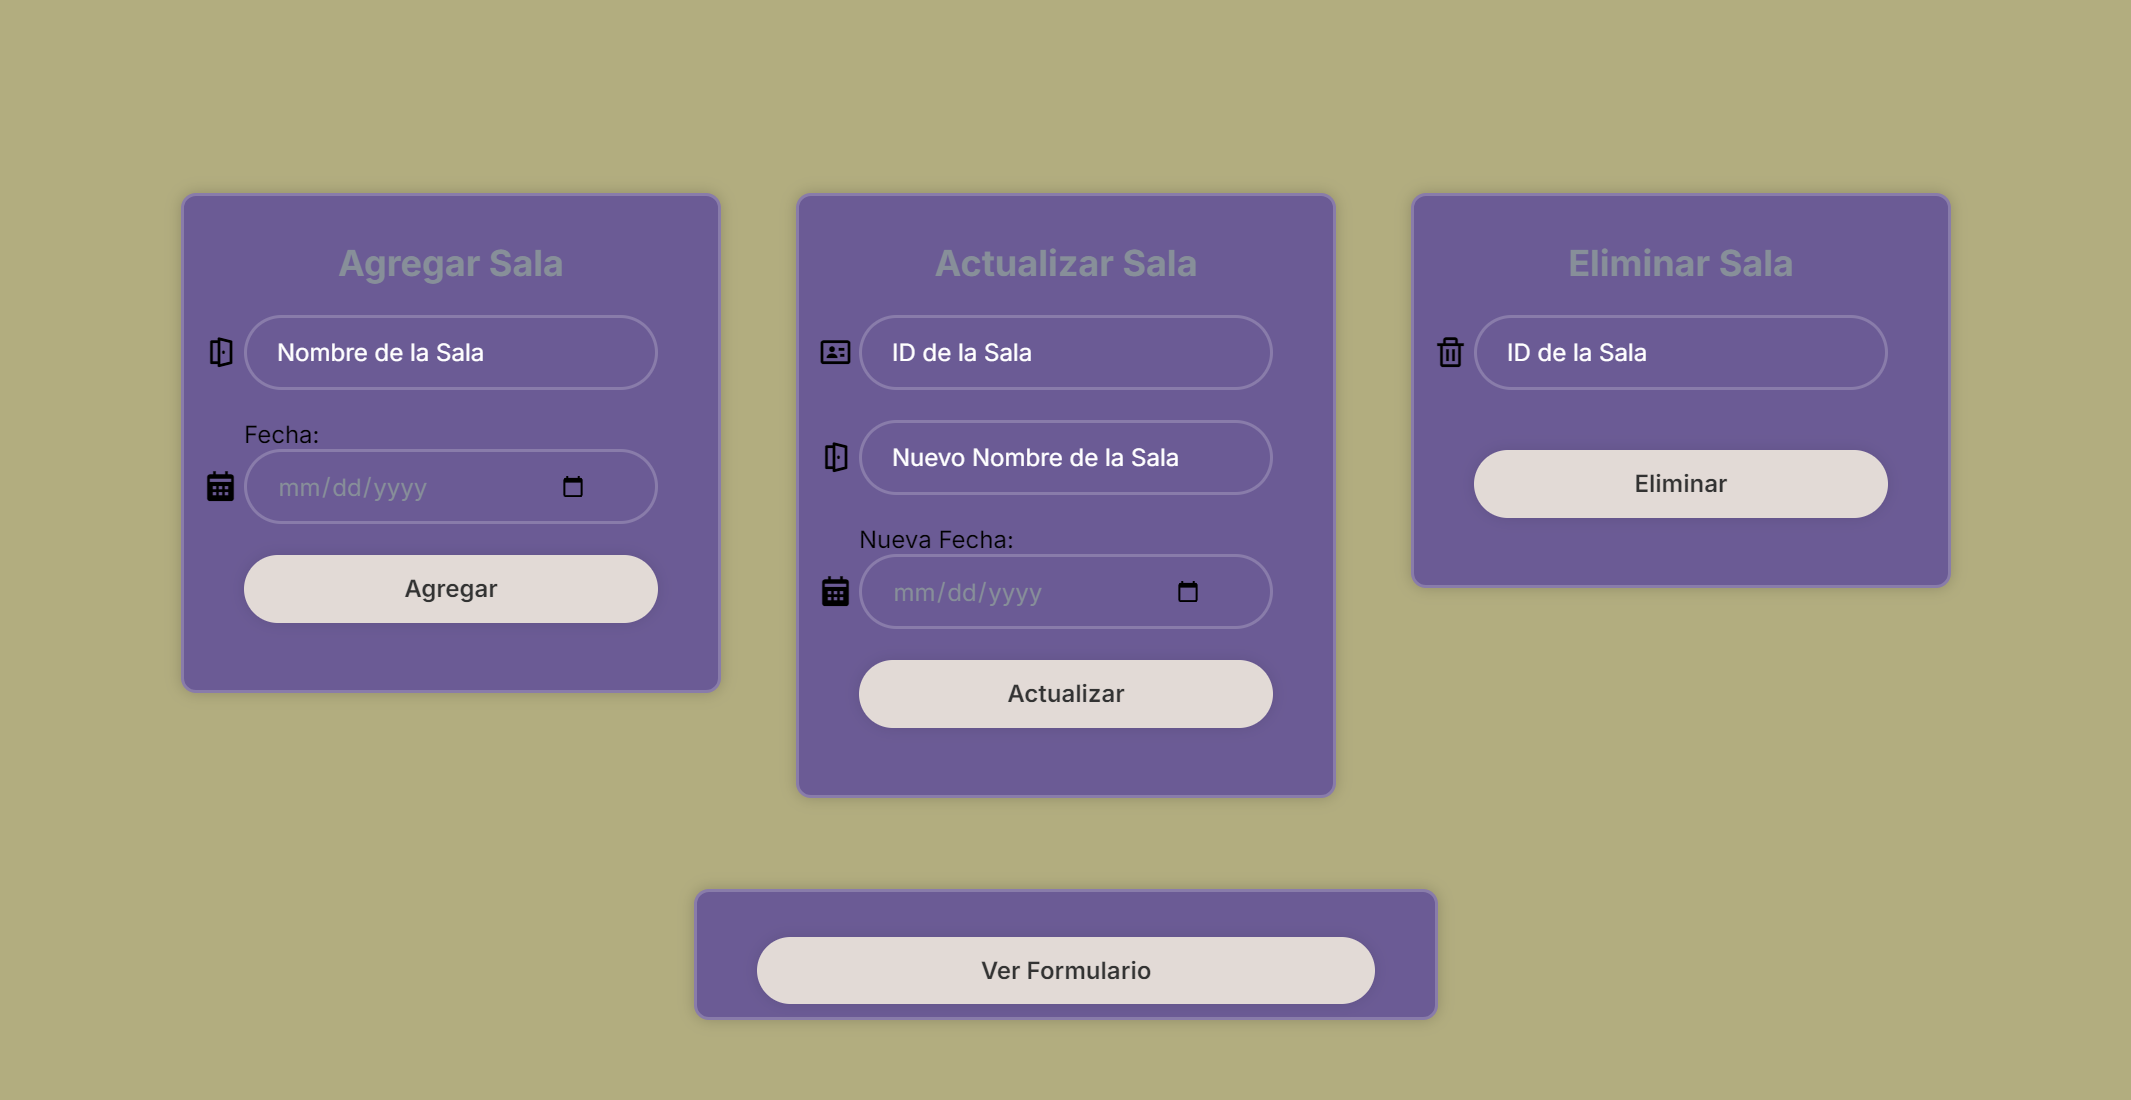 Agregar Sala
Nombre de la Sala
Fecha:
mm/dd/yyyy
Agregar
Actualizar Sala
ID de la Sala
Nuevo Nombre de la Sala
Nueva Fecha:
mm/dd/yyyy
Actualizar
Eliminar Sala
ID de la Sala
Eliminar
Ver Formulario